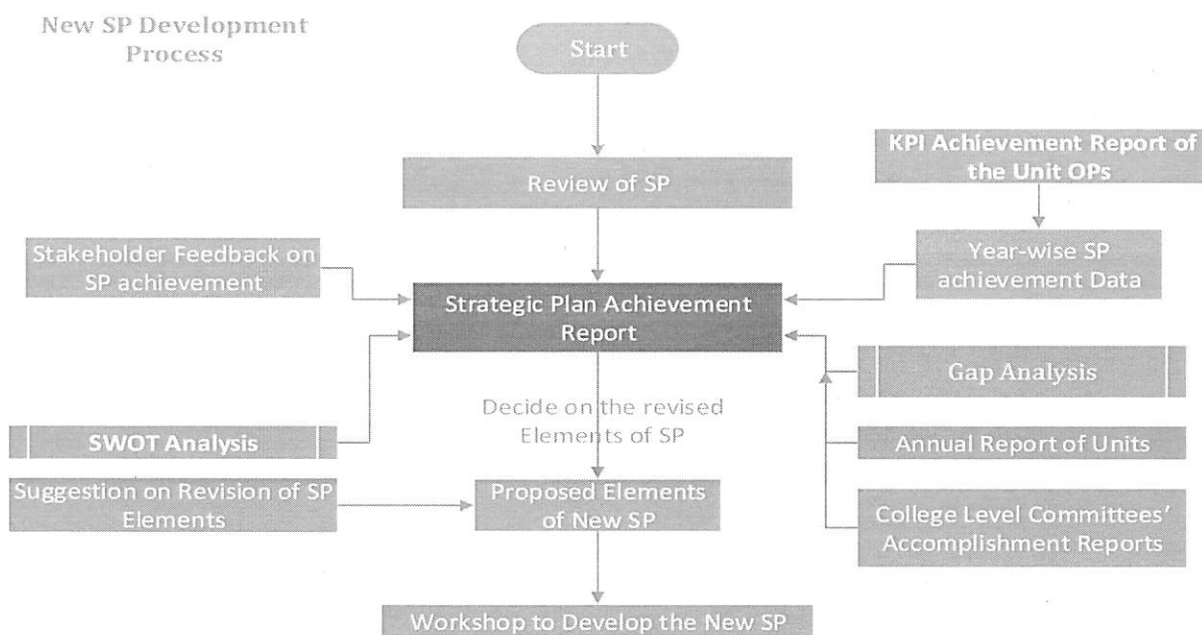 New SP Development
Process
Start
KPI Achievement Report of
the Unit OPs
Review of SP
Stakeholder Feedback on
SP achievement
Year-wise SP
achievement Data
Strategic Plan Achievement
Report
Gap Analysis
Decide on the revised
Elements of SP
SWOT Analysis
Annual Report of Units
Suggestion on Revision of SP
Elements
Proposed Elements
of New SP
College Level Committees'
Accomplishment Reports
Workshop to Develop the New SP